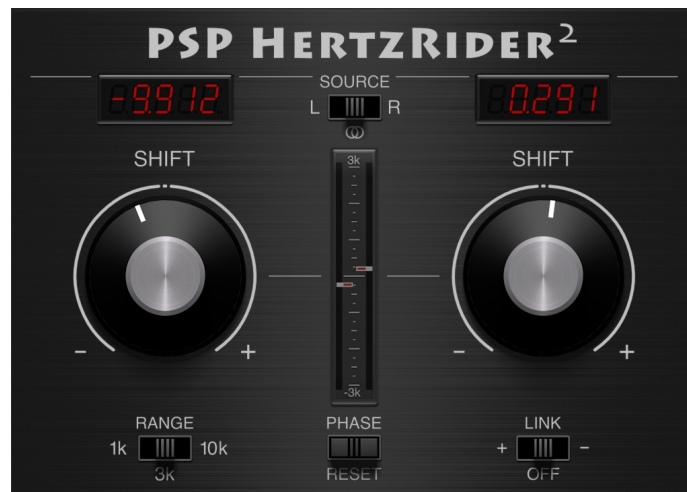 PSP HERTZRIDER²
-9.912
SOURCE
L R
0.291
SHIFT
3k
SHIFT
- +
- +
-3k
RANGE
1k 10k
3k
PHASE
RESET
LINK
+ -
OFF